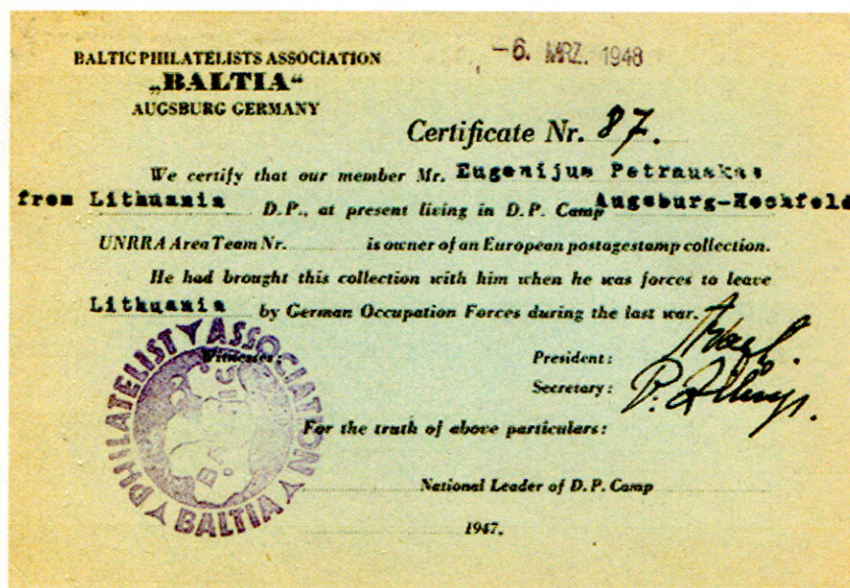 BALTIC PHILATELISTS ASSOCIATION
„BALTIA“
AUGSBURG GERMANY
-6. MRZ. 1948
Certificate Nr. 87.
We certify that our member Mr. Eugenijus Petrauskas
from Lithuania D.P., at present living in D.P. Camp Augsburg-Hochfeld
UNRRA Area Team Nr. is owner of an European postagestamp collection.
He had brought this collection with him when he was forces to leave
Lithuania by German Occupation Forces during the last war.
Witnesses:
President:
Secretary: P.
For the truth of above particulars:
National Leader of D. P. Camp
1947.
PHILATELIST ASSOCIATION
BALTIA